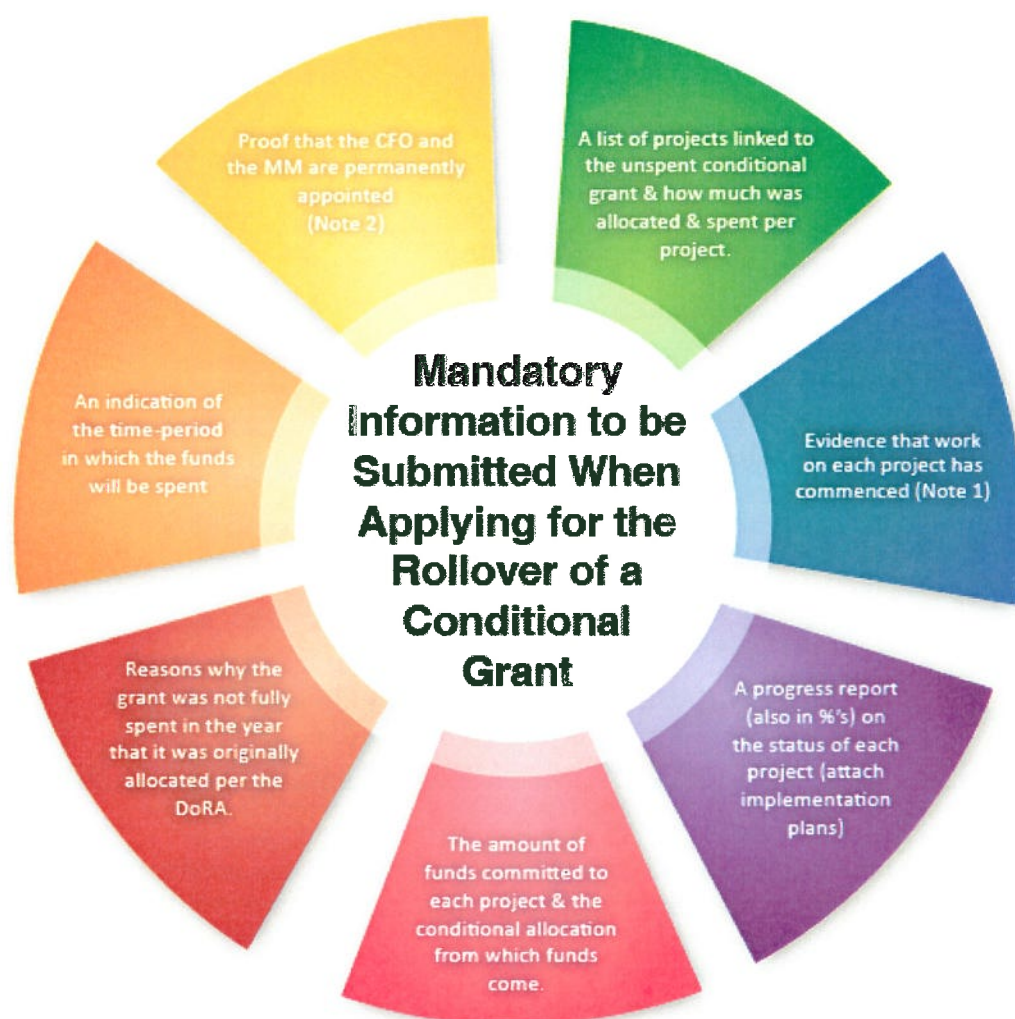 Mandatory
Information to be
Submitted When
Applying for the
Rollover of a
Conditional
Grant
A list of projects linked to
the unspent conditional
grant & how much was
allocated & spent per
project.
Evidence that work
on each project has
commenced (Note 1)
A progress report
(also in %'s) on
the status of each
project (attach
implementation
plans)
The amount of
funds committed to
each project & the
conditional allocation
from which funds
come.
Reasons why the
grant was not fully
spent in the year
that it was originally
allocated per the
DoRA.
An indication of
the time-period
in which the funds
will be spent
Proof that the CFO and
the MM are permanently
appointed
(Note 2)